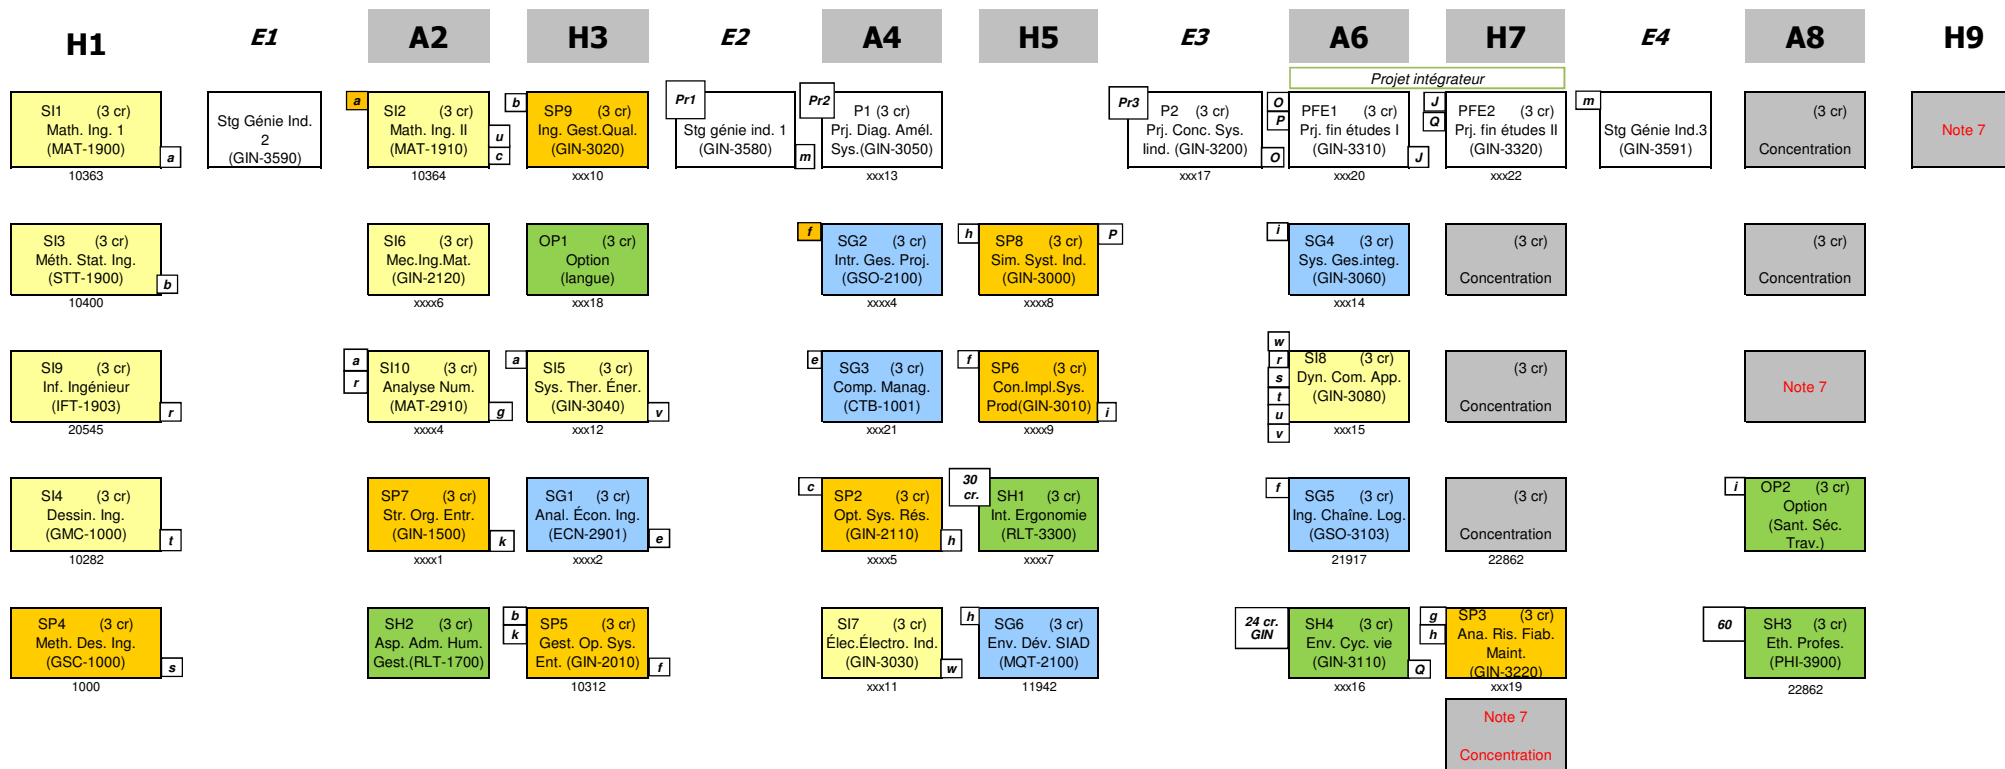 H1
E1
A2
H3
E2
A4
H5
E3
A6
H7
E4
A8
H9
Projet intégrateur
SI1 (3 cr)
Math. Ing. 1
(MAT-1900)
a
10363
Stg Génie Ind.
2
(GIN-3590)
a
SI2 (3 cr)
Math. Ing. II
(MAT-1910)
u
c
10364
b
SP9 (3 cr)
Ing. Gest.Qual.
(GIN-3020)
xxx10
Pr1
Stg génie ind. 1
(GIN-3580)
m
Pr2
P1 (3 cr)
Prj. Diag. Amél.
Sys.(GIN-3050)
xxx13
Pr3
P2 (3 cr)
Prj. Conc. Sys.
Iind. (GIN-3200)
O
xxx17
O
P
PFE1 (3 cr)
Prj. fin études I
(GIN-3310)
J
xxx20
J
Q
PFE2 (3 cr)
Prj. fin études II
(GIN-3320)
xxx22
m
Stg Génie Ind.3
(GIN-3591)
(3 cr)
Concentration
Note 7
SI3 (3 cr)
Méth. Stat. Ing.
(STT-1900)
b
10400
SI6 (3 cr)
Mec.Ing.Mat.
(GIN-2120)
xxxx6
OP1 (3 cr)
Option
(langue)
xxx18
f
SG2 (3 cr)
Intr. Ges. Proj.
(GSO-2100)
xxxx4
h
SP8 (3 cr)
Sim. Syst. Ind.
(GIN-3000)
P
xxxx8
i
SG4 (3 cr)
Sys. Ges.integ.
(GIN-3060)
xxx14
(3 cr)
Concentration
(3 cr)
Concentration
SI9 (3 cr)
Inf. Ingénieur
(IFT-1903)
r
20545
a
r
SI10 (3 cr)
Analyse Num.
(MAT-2910)
g
xxxx4
a
SI5 (3 cr)
Sys. Ther. Éner.
(GIN-3040)
v
xxx12
e
SG3 (3 cr)
Comp. Manag.
(CTB-1001)
xxx21
f
SP6 (3 cr)
Con.Impl.Sys.
Prod(GIN-3010)
i
xxxx9
w
r
s
t
u
v
SI8 (3 cr)
Dyn. Com. App.
(GIN-3080)
xxx15
(3 cr)
Concentration
Note 7
SI4 (3 cr)
Dessin. Ing.
(GMC-1000)
t
10282
SP7 (3 cr)
Str. Org. Entr.
(GIN-1500)
k
xxxx1
SG1 (3 cr)
Anal. Écon. Ing.
(ECN-2901)
e
xxxx2
c
SP2 (3 cr)
Opt. Sys. Rés.
(GIN-2110)
h
xxxx5
30
cr.
SH1 (3 cr)
Int. Ergonomie
(RLT-3300)
xxxx7
f
SG5 (3 cr)
Ing. Chaîne. Log.
(GSO-3103)
21917
(3 cr)
Concentration
22862
i
OP2 (3 cr)
Option
(Sant. Séc.
Trav.)
SP4 (3 cr)
Meth. Des. Ing.
(GSC-1000)
s
1000
SH2 (3 cr)
Asp. Adm. Hum.
Gest.(RLT-1700)
b
k
SP5 (3 cr)
Gest. Op. Sys.
Ent. (GIN-2010)
f
10312
SI7 (3 cr)
Élec.Électro. Ind.
(GIN-3030)
w
xxx11
h
SG6 (3 cr)
Env. Dév. SIAD
(MQT-2100)
11942
24 cr.
GIN
SH4 (3 cr)
Env. Cyc. vie
(GIN-3110)
Q
xxx16
g
h
SP3 (3 cr)
Ana. Ris. Fiab.
Maint.
(GIN-3220)
xxx19
60
SH3 (3 cr)
Eth. Profes.
(PHI-3900)
22862
Note 7
Concentration